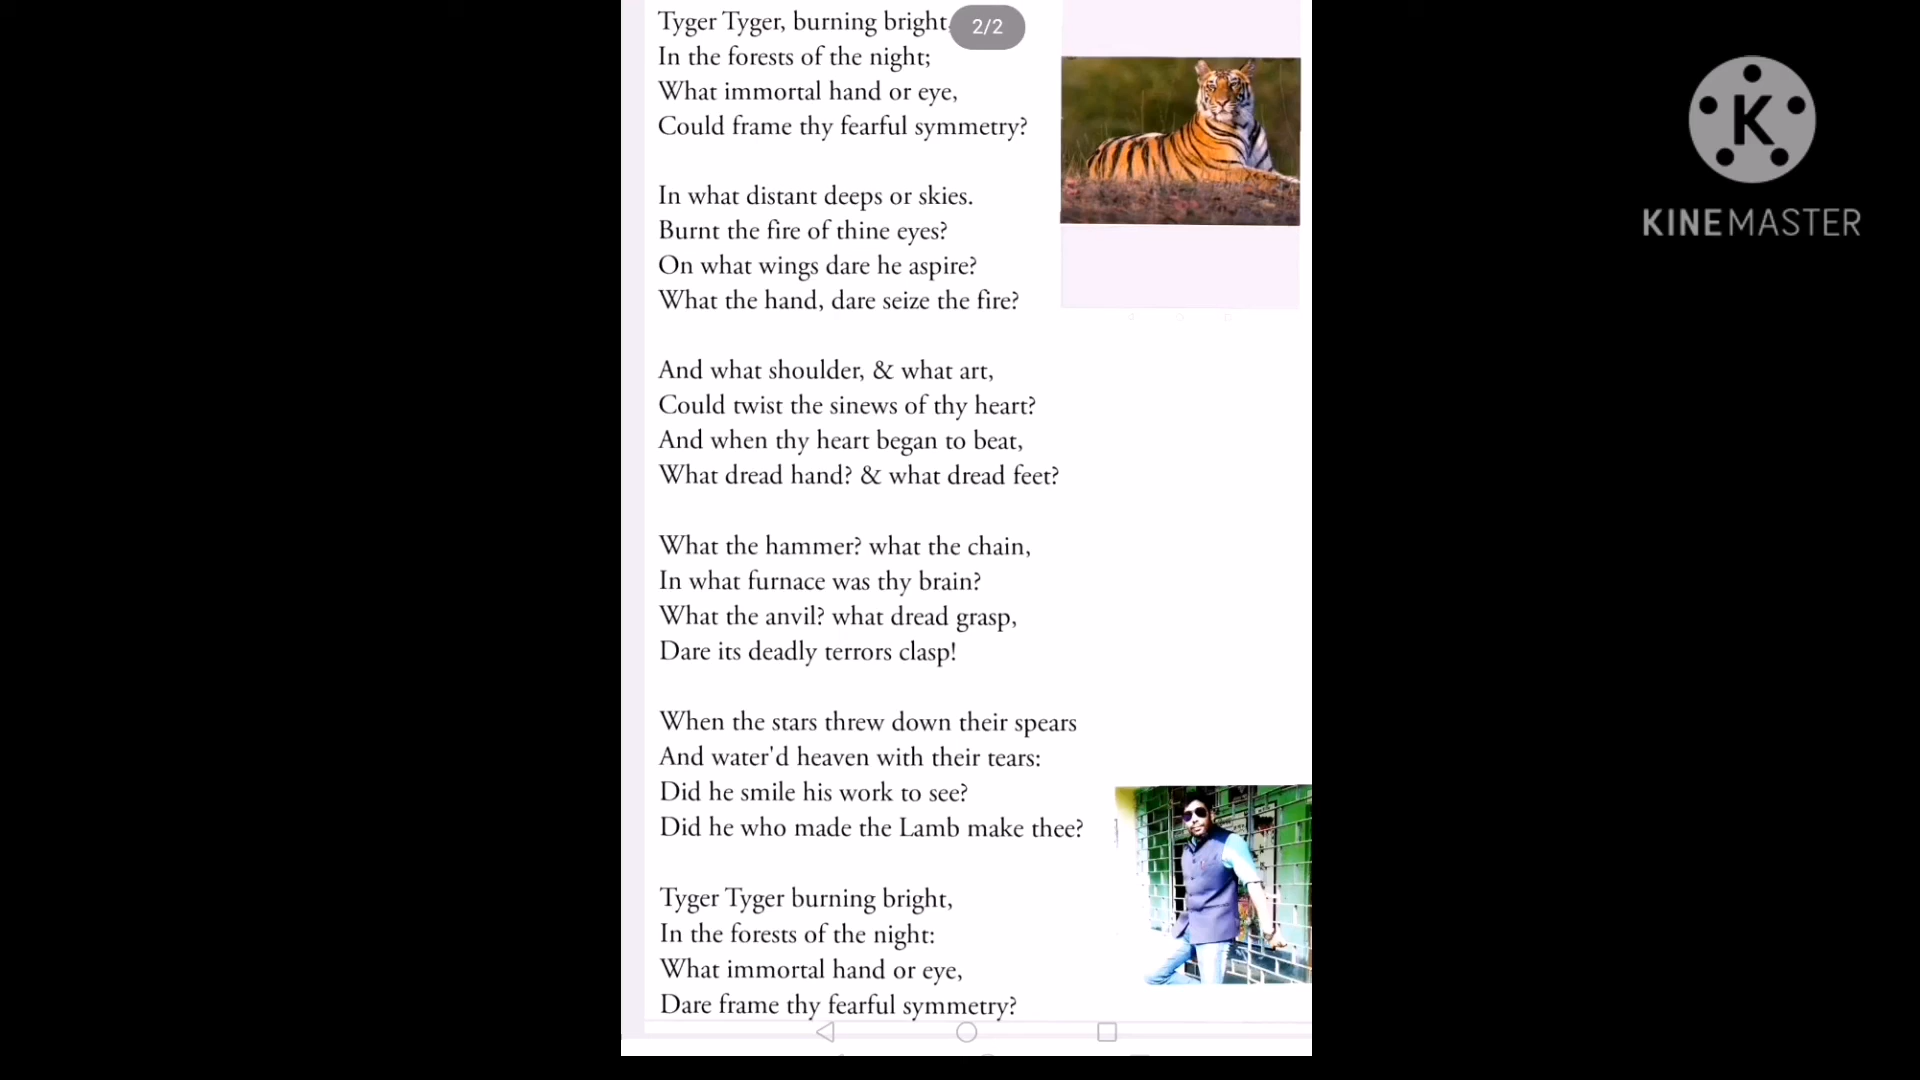 Tyger Tyger, burning bright,
2/2
In the forests of the night;
What immortal hand or eye,
Could frame thy fearful symmetry?
In what distant deeps or skies.
Burnt the fire of thine eyes?
On what wings dare he aspire?
What the hand, dare seize the fire?
And what shoulder, & what art,
Could twist the sinews of thy heart?
And when thy heart began to beat,
What dread hand? & what dread feet?
What the hammer? what the chain,
In what furnace was thy brain?
What the anvil? what dread grasp,
Dare its deadly terrors clasp!
When the stars threw down their spears
And water'd heaven with their tears:
Did he smile his work to see?
Did he who made the Lamb make thee?
Tyger Tyger burning bright,
In the forests of the night:
What immortal hand or eye,
Dare frame thy fearful symmetry?
K
KINEMASTER